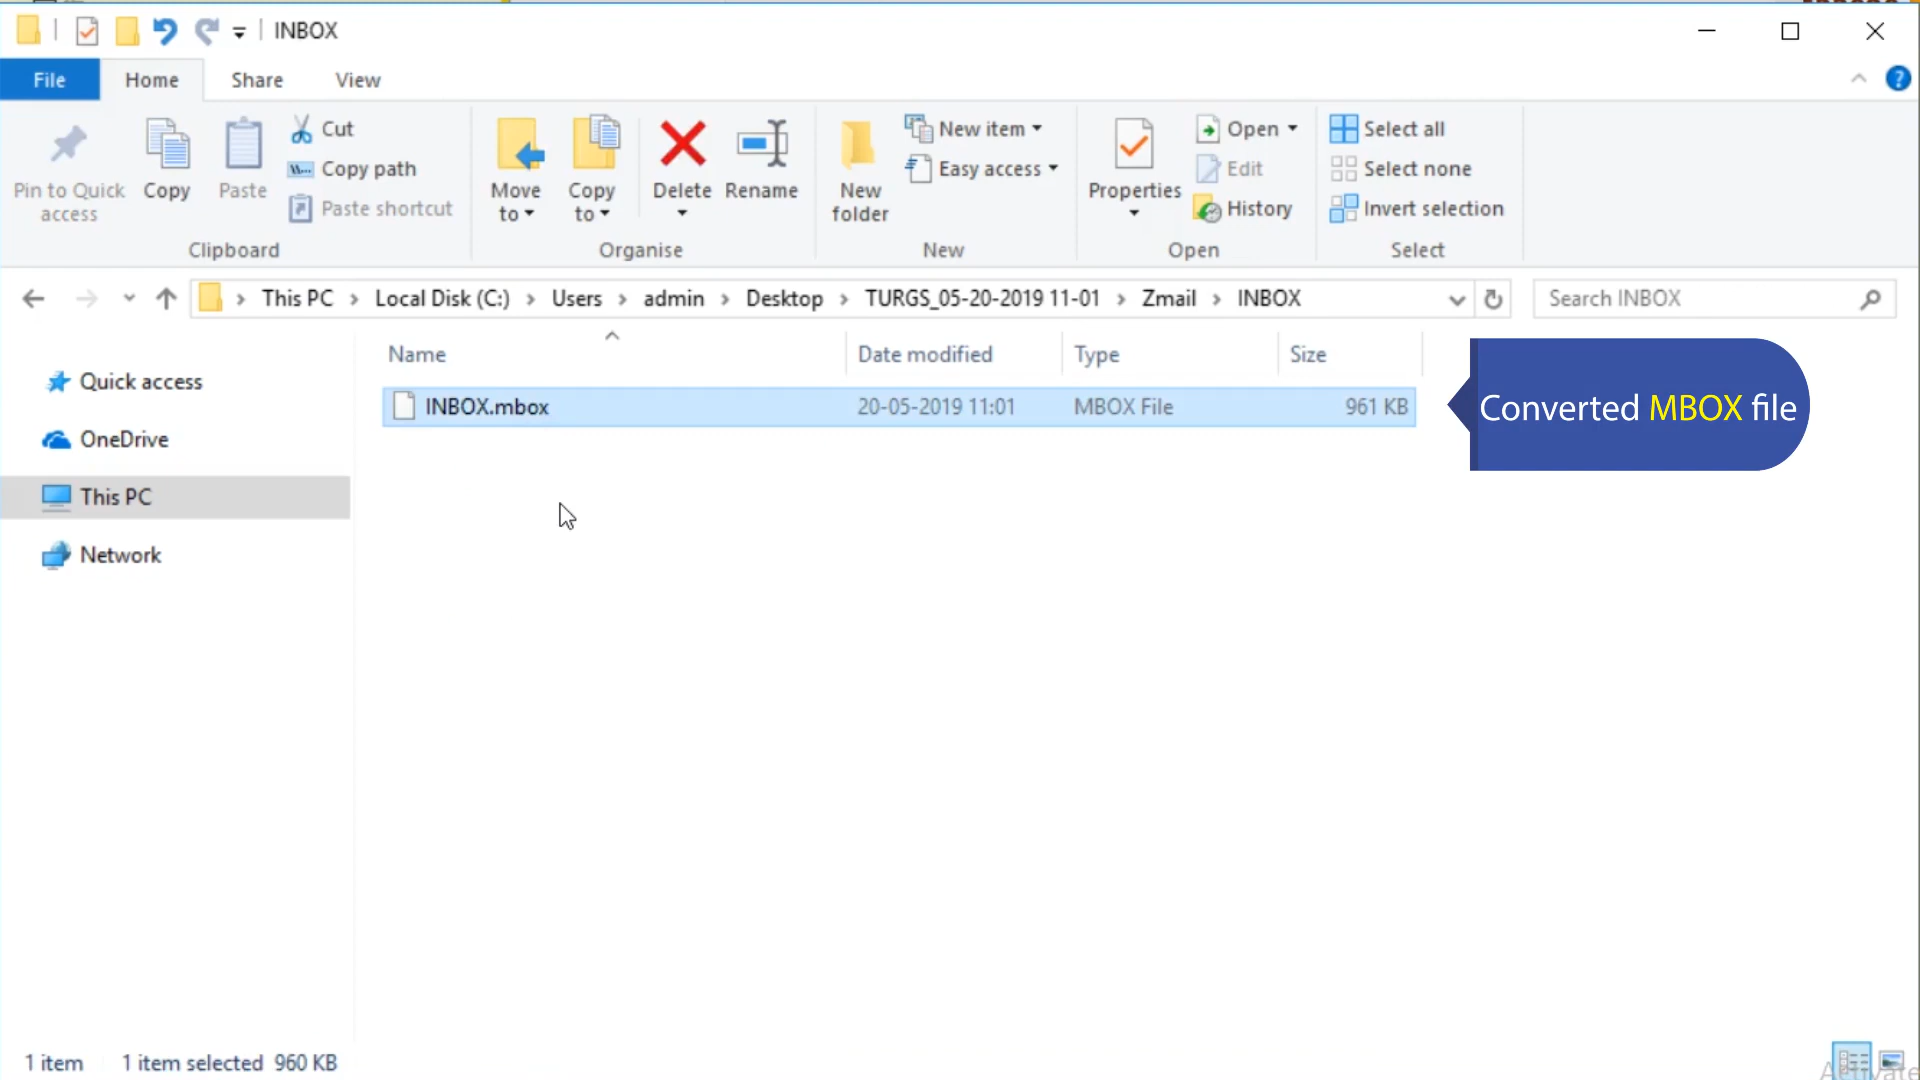 INBOX
File Home Share View
Pin to Quick access
Copy
Paste
Cut
Copy path
Paste shortcut
Clipboard
Move to
Copy to
Delete
Rename
Organise
New folder
New item
Easy access
New
Properties
Open
Edit
History
Open
Select all
Select none
Invert selection
Select
This PC Local Disk (C:) Users admin Desktop TURGS_05-20-2019 11-01 Zmail INBOX
Search INBOX
Name Date modified Type Size
INBOX.mbox 20-05-2019 11:01 MBOX File 961 KB
Converted MBOX file
Quick access
OneDrive
This PC
Network
1 item 1 item selected 960 KB